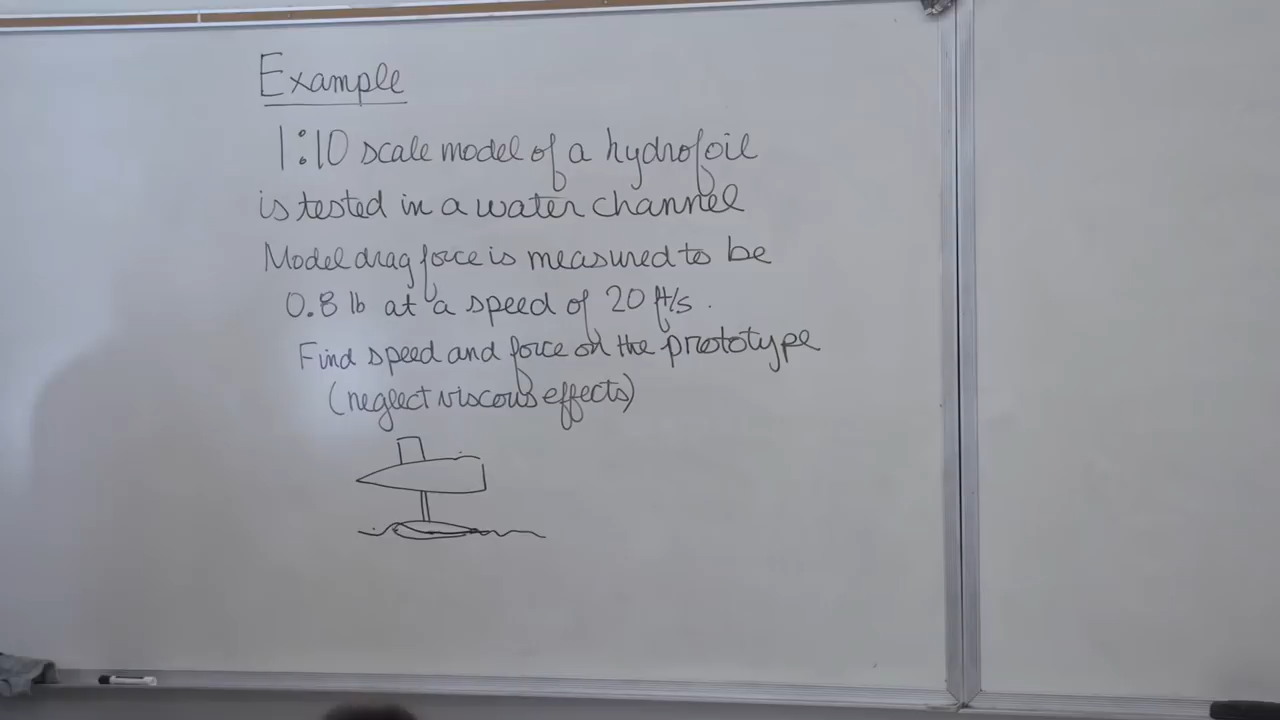 Example
1:10 scale model of a hydrofoil
is tested in a water channel
Model drag force is measured to be
0.8 lb at a speed of 20 ft/s.
Find speed and force on the prototype
(neglect viscous effects)